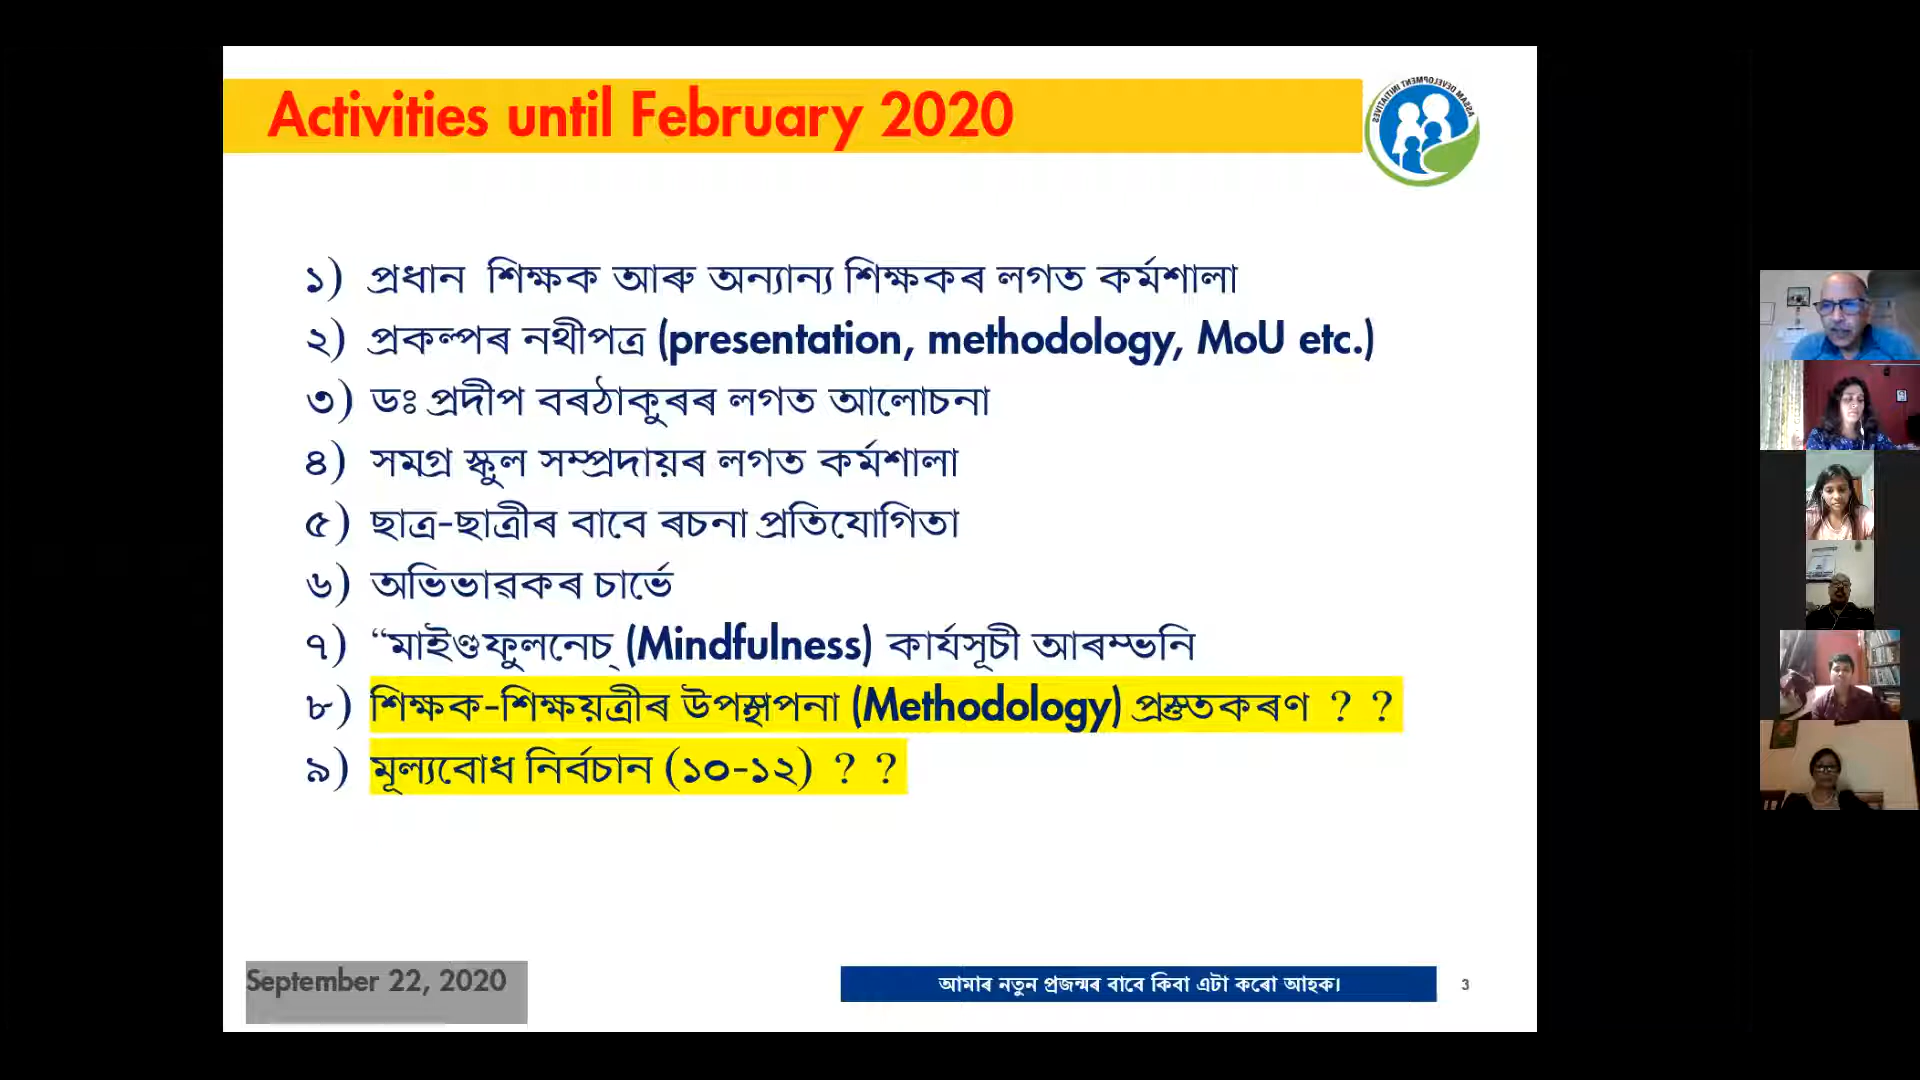 Activities until February 2020
ASSAM DEVELOPMENT INITIATIVES
১) প্ৰধান শিক্ষক আৰু অন্যান্য শিক্ষকৰ লগত কৰ্মশালা
২) প্ৰকল্পৰ নথীপত্ৰ (presentation, methodology, MoU etc.)
৩) ডঃ প্ৰদীপ বৰঠাকুৰৰ লগত আলোচনা
৪) সমগ্ৰ স্কুল সম্প্ৰদায়ৰ লগত কৰ্মশালা
৫) ছাত্ৰ-ছাত্ৰীৰ বাবে ৰচনা প্ৰতিযোগিতা
৬) অভিভাৱকৰ চাৰ্ভে
৭) “মাইণ্ডফুলনেচ্ (Mindfulness) কাৰ্যসূচী আৰম্ভনি
৮) শিক্ষক-শিক্ষয়ত্ৰীৰ উপস্থাপনা (Methodology) প্ৰস্তুতকৰণ ? ?
৯) মূল্যবোধ নিৰ্বচান (১০-১২) ? ?
September 22, 2020
আমাৰ নতুন প্ৰজন্মৰ বাবে কিবা এটা কৰো আহক।
3